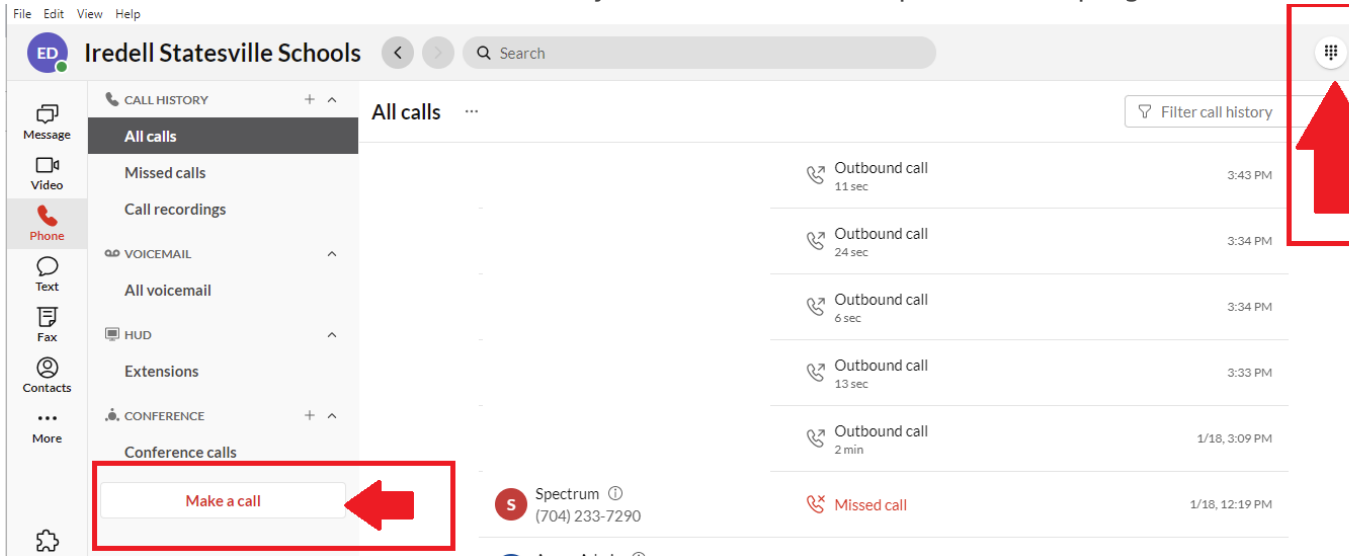 File Edit View Help
ED Iredell Statesville Schools Search
Message
Video
Phone
Text
Fax
Contacts
More
CALL HISTORY
All calls
Missed calls
Call recordings
VOICEMAIL
All voicemail
HUD
Extensions
CONFERENCE
Conference calls
Make a call
All calls ...
Filter call history
Outbound call 3:43 PM
11 sec
Outbound call 3:34 PM
24 sec
Outbound call 3:34 PM
6 sec
Outbound call 3:33 PM
13 sec
Outbound call 1/18, 3:09 PM
2 min
S Spectrum Missed call 1/18, 12:19 PM
(704) 233-7290